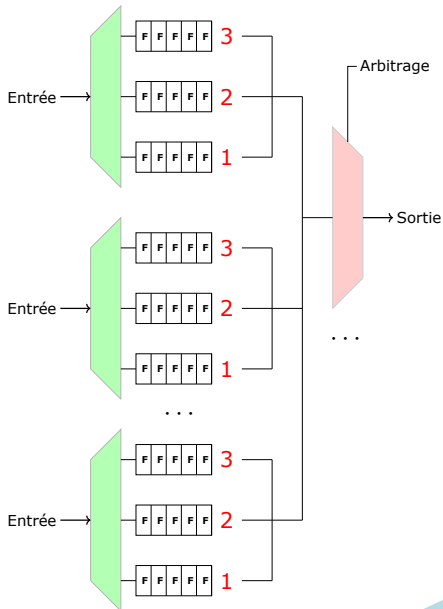 F F F F F 3
Arbitrage
Entrée F F F F F 2
F F F F F 1
Sortie
F F F F F 3
Entrée F F F F F 2
. . .
F F F F F 1
. . .
F F F F F 3
Entrée F F F F F 2
F F F F F 1